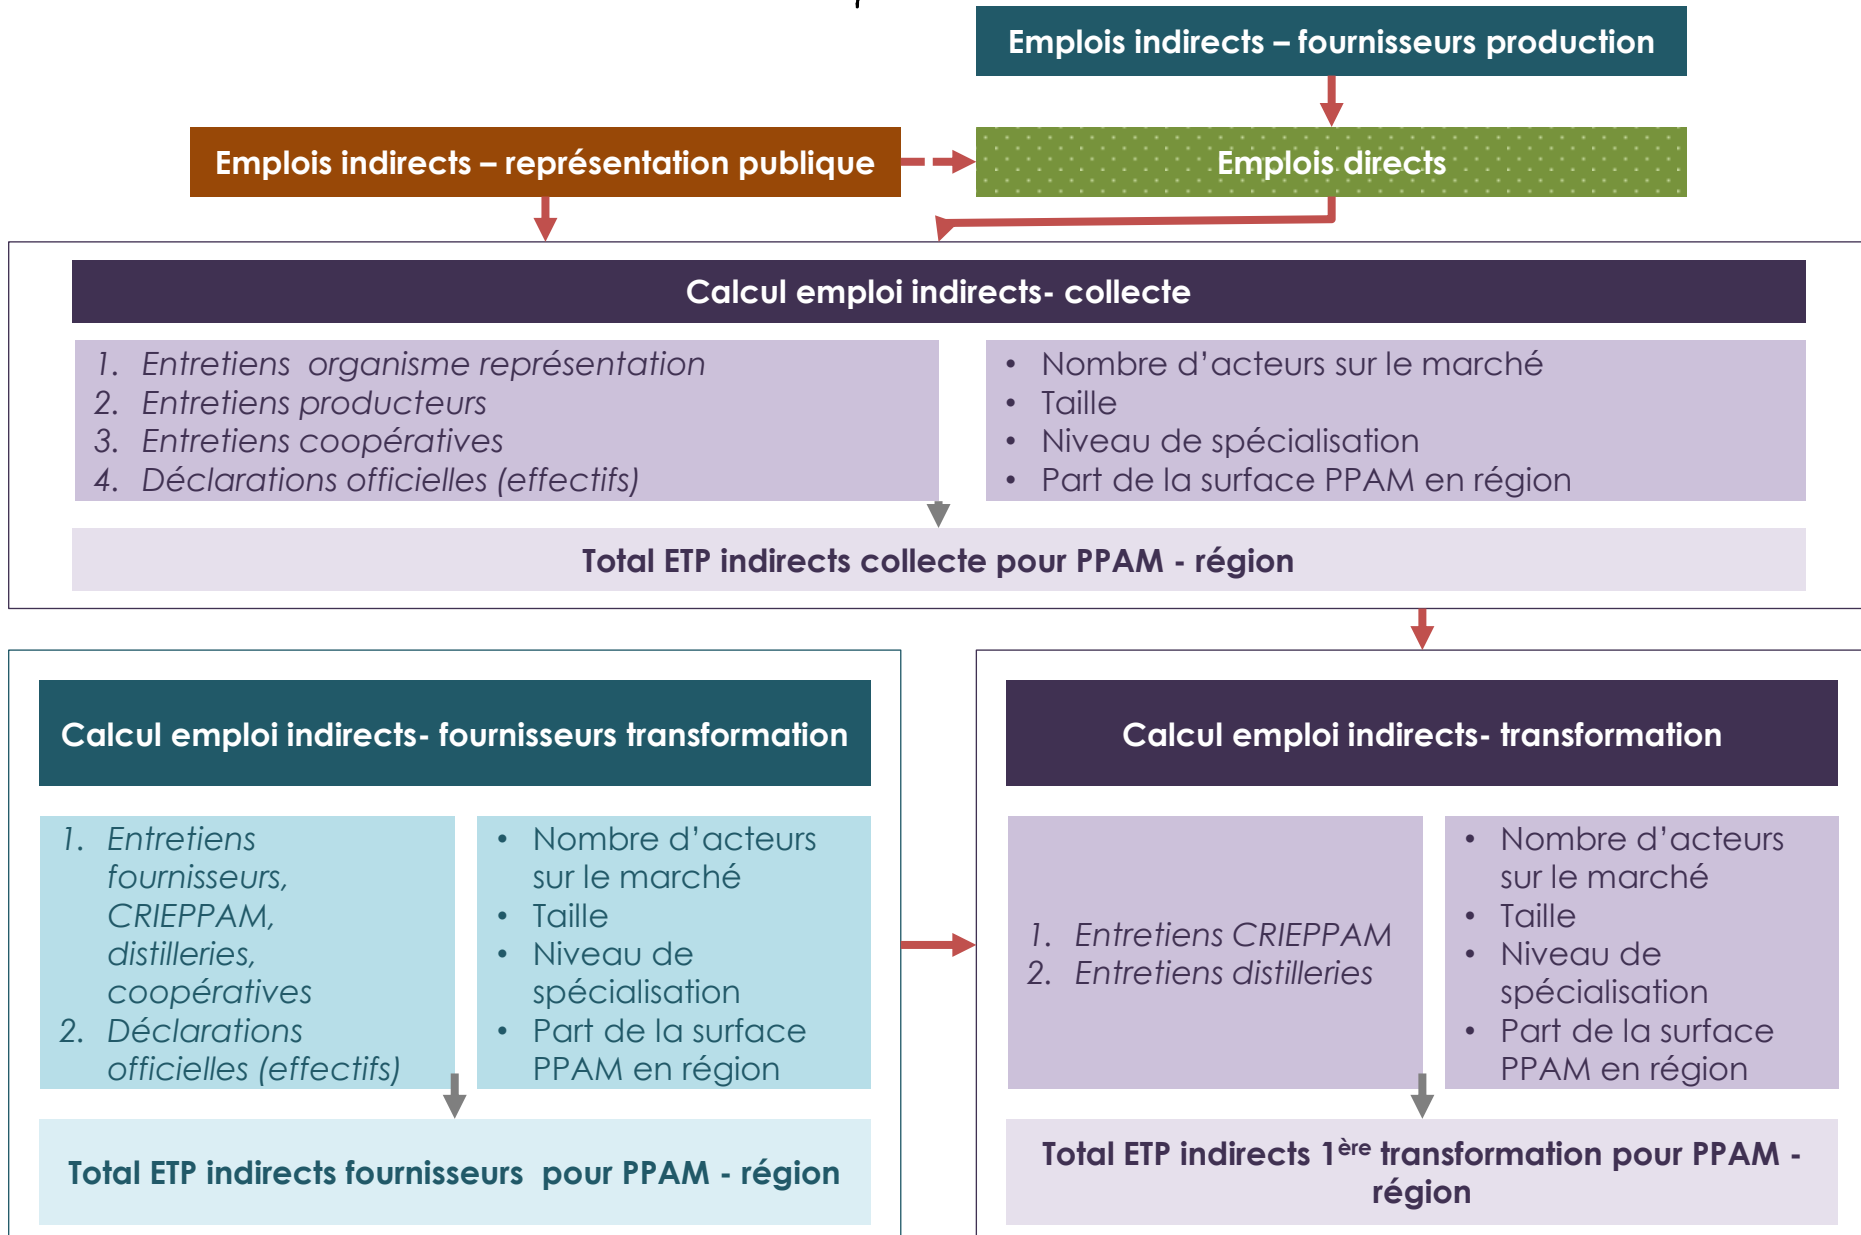 Emplois indirects – fournisseurs production
Emplois indirects – représentation publique
Emplois directs
Calcul emploi indirects- collecte
1. Entretiens organisme représentation
2. Entretiens producteurs
3. Entretiens coopératives
4. Déclarations officielles (effectifs)
• Nombre d'acteurs sur le marché
• Taille
• Niveau de spécialisation
• Part de la surface PPAM en région
Total ETP indirects collecte pour PPAM - région
Calcul emploi indirects- fournisseurs transformation
1. Entretiens
fournisseurs,
CRIEPPAM,
distilleries,
coopératives
2. Déclarations
officielles (effectifs)
• Nombre d'acteurs
sur le marché
• Taille
• Niveau de
spécialisation
• Part de la surface
PPAM en région
Total ETP indirects fournisseurs pour PPAM - région
Calcul emploi indirects- transformation
1. Entretiens CRIEPPAM
2. Entretiens distilleries
• Nombre d'acteurs
sur le marché
• Taille
• Niveau de
spécialisation
• Part de la surface
PPAM en région
Total ETP indirects 1ère transformation pour PPAM -
région